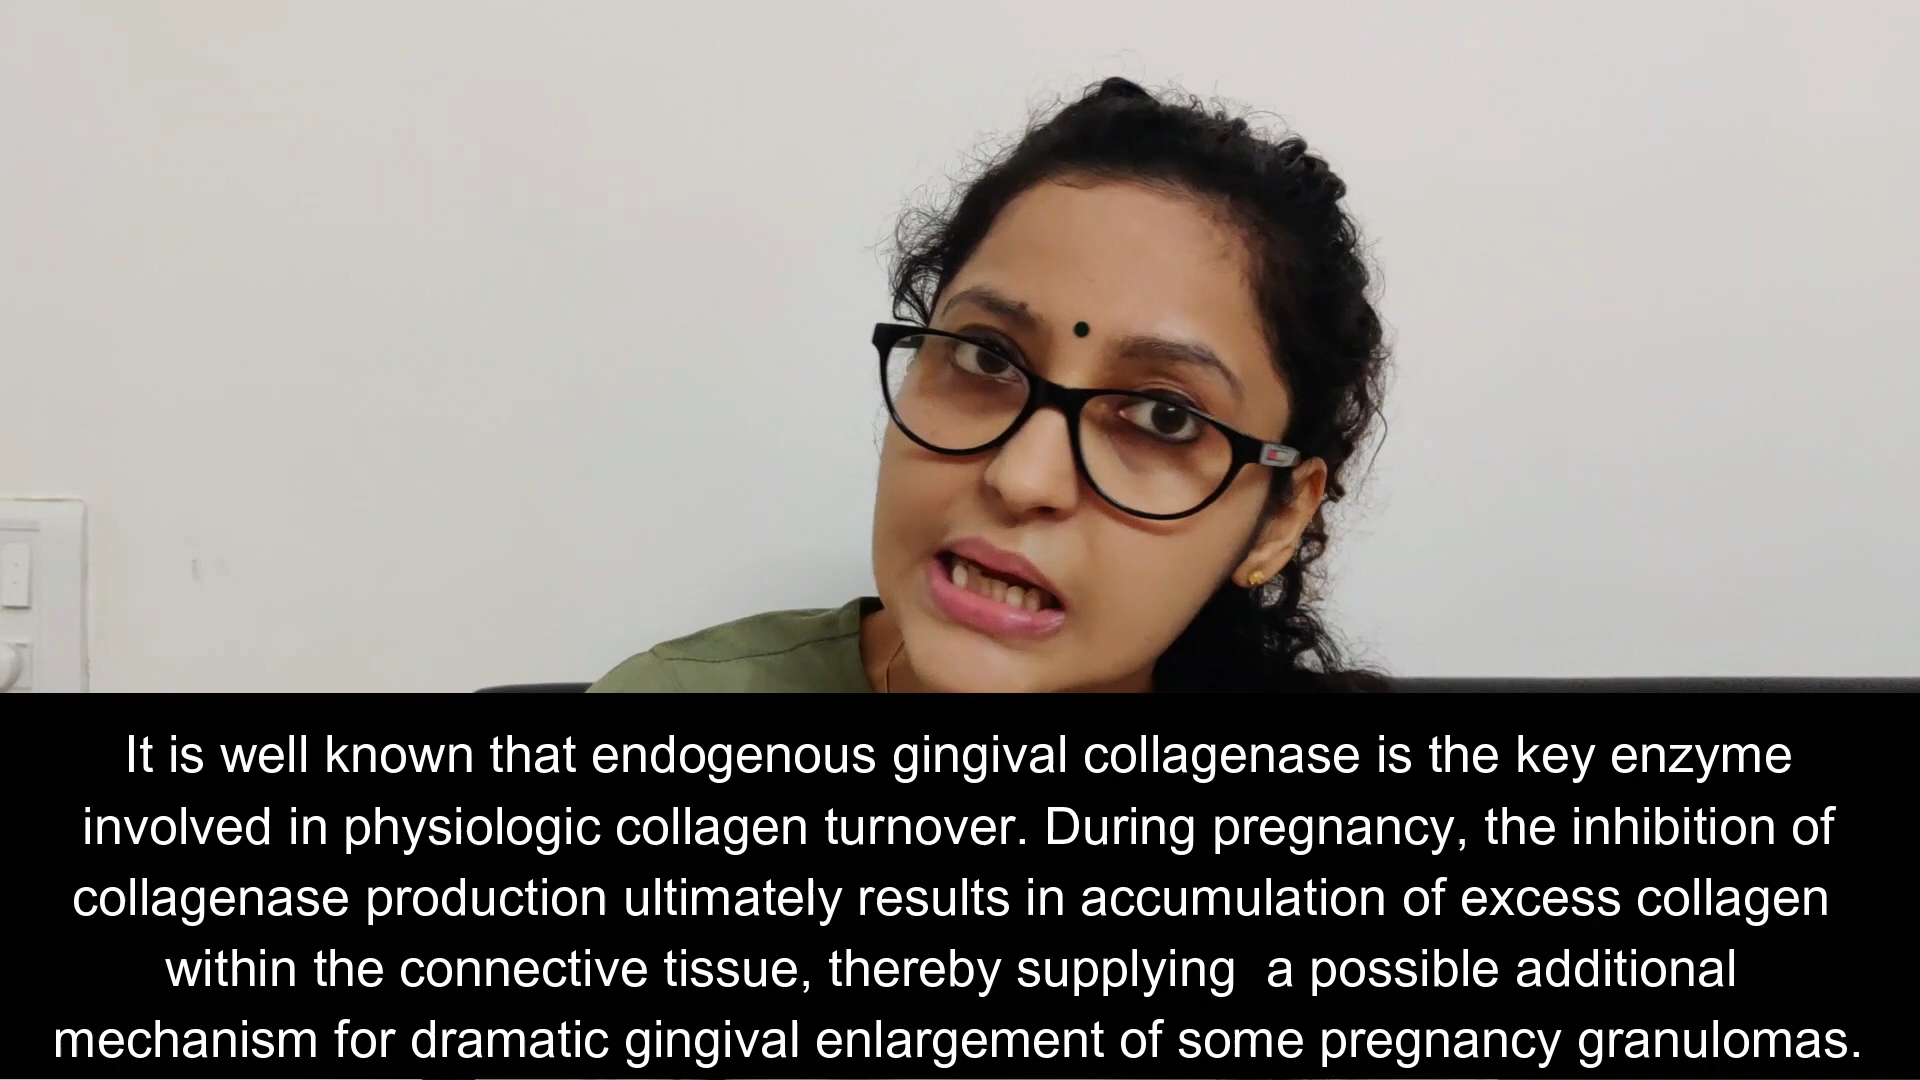 It is well known that endogenous gingival collagenase is the key enzyme
involved in physiologic collagen turnover. During pregnancy, the inhibition of
collagenase production ultimately results in accumulation of excess collagen
within the connective tissue, thereby supplying  a possible additional
mechanism for dramatic gingival enlargement of some pregnancy granulomas.